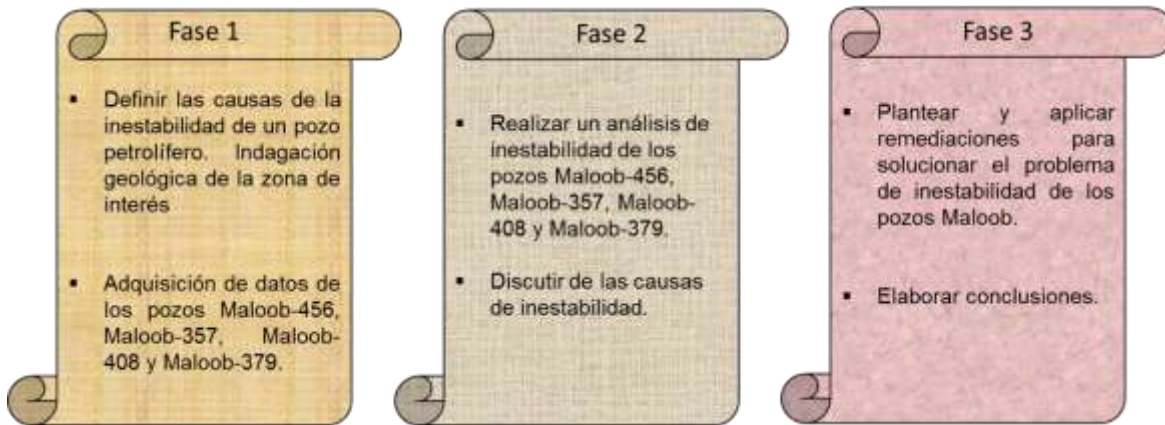 Fase 1
▪ Definir las causas de la
inestabilidad de un pozo
petrolífero. Indagación
geológica de la zona de
interés
▪ Adquisición de datos de
los pozos Maloob-456,
Maloob-357, Maloob-
408 y Maloob-379.
Fase 2
▪ Realizar un análisis de
inestabilidad de los
pozos Maloob-456,
Maloob-357, Maloob-
408 y Maloob-379.
▪ Discutir de las causas
de inestabilidad.
Fase 3
▪ Plantear y aplicar
remediaciones para
solucionar el problema
de inestabilidad de los
pozos Maloob.
▪ Elaborar conclusiones.